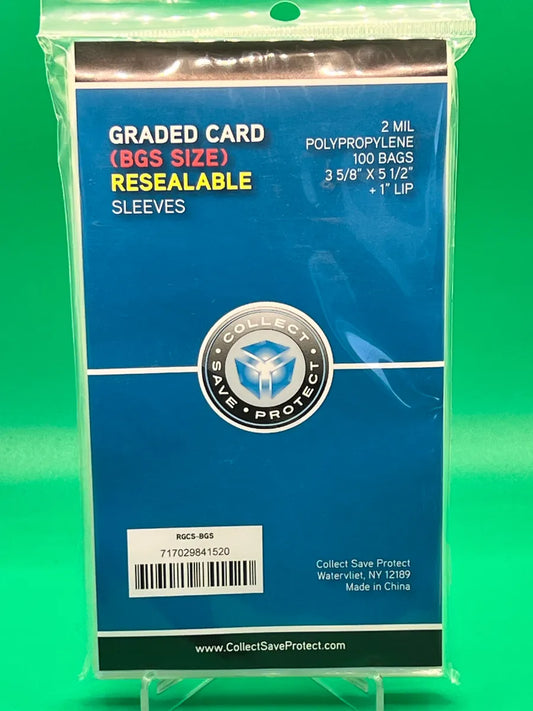 GRADED CARD
(BGS SIZE)
RESEALABLE
SLEEVES
2 MIL
POLYPROPYLENE
100 BAGS
3 5/8" X 5 1/2"
+ 1" LIP
COLLECT • SAVE • PROTECT •
RGCS-BGS
717029841520
Collect Save Protect
Watervliet, NY 12189
Made in China
www.CollectSaveProtect.com